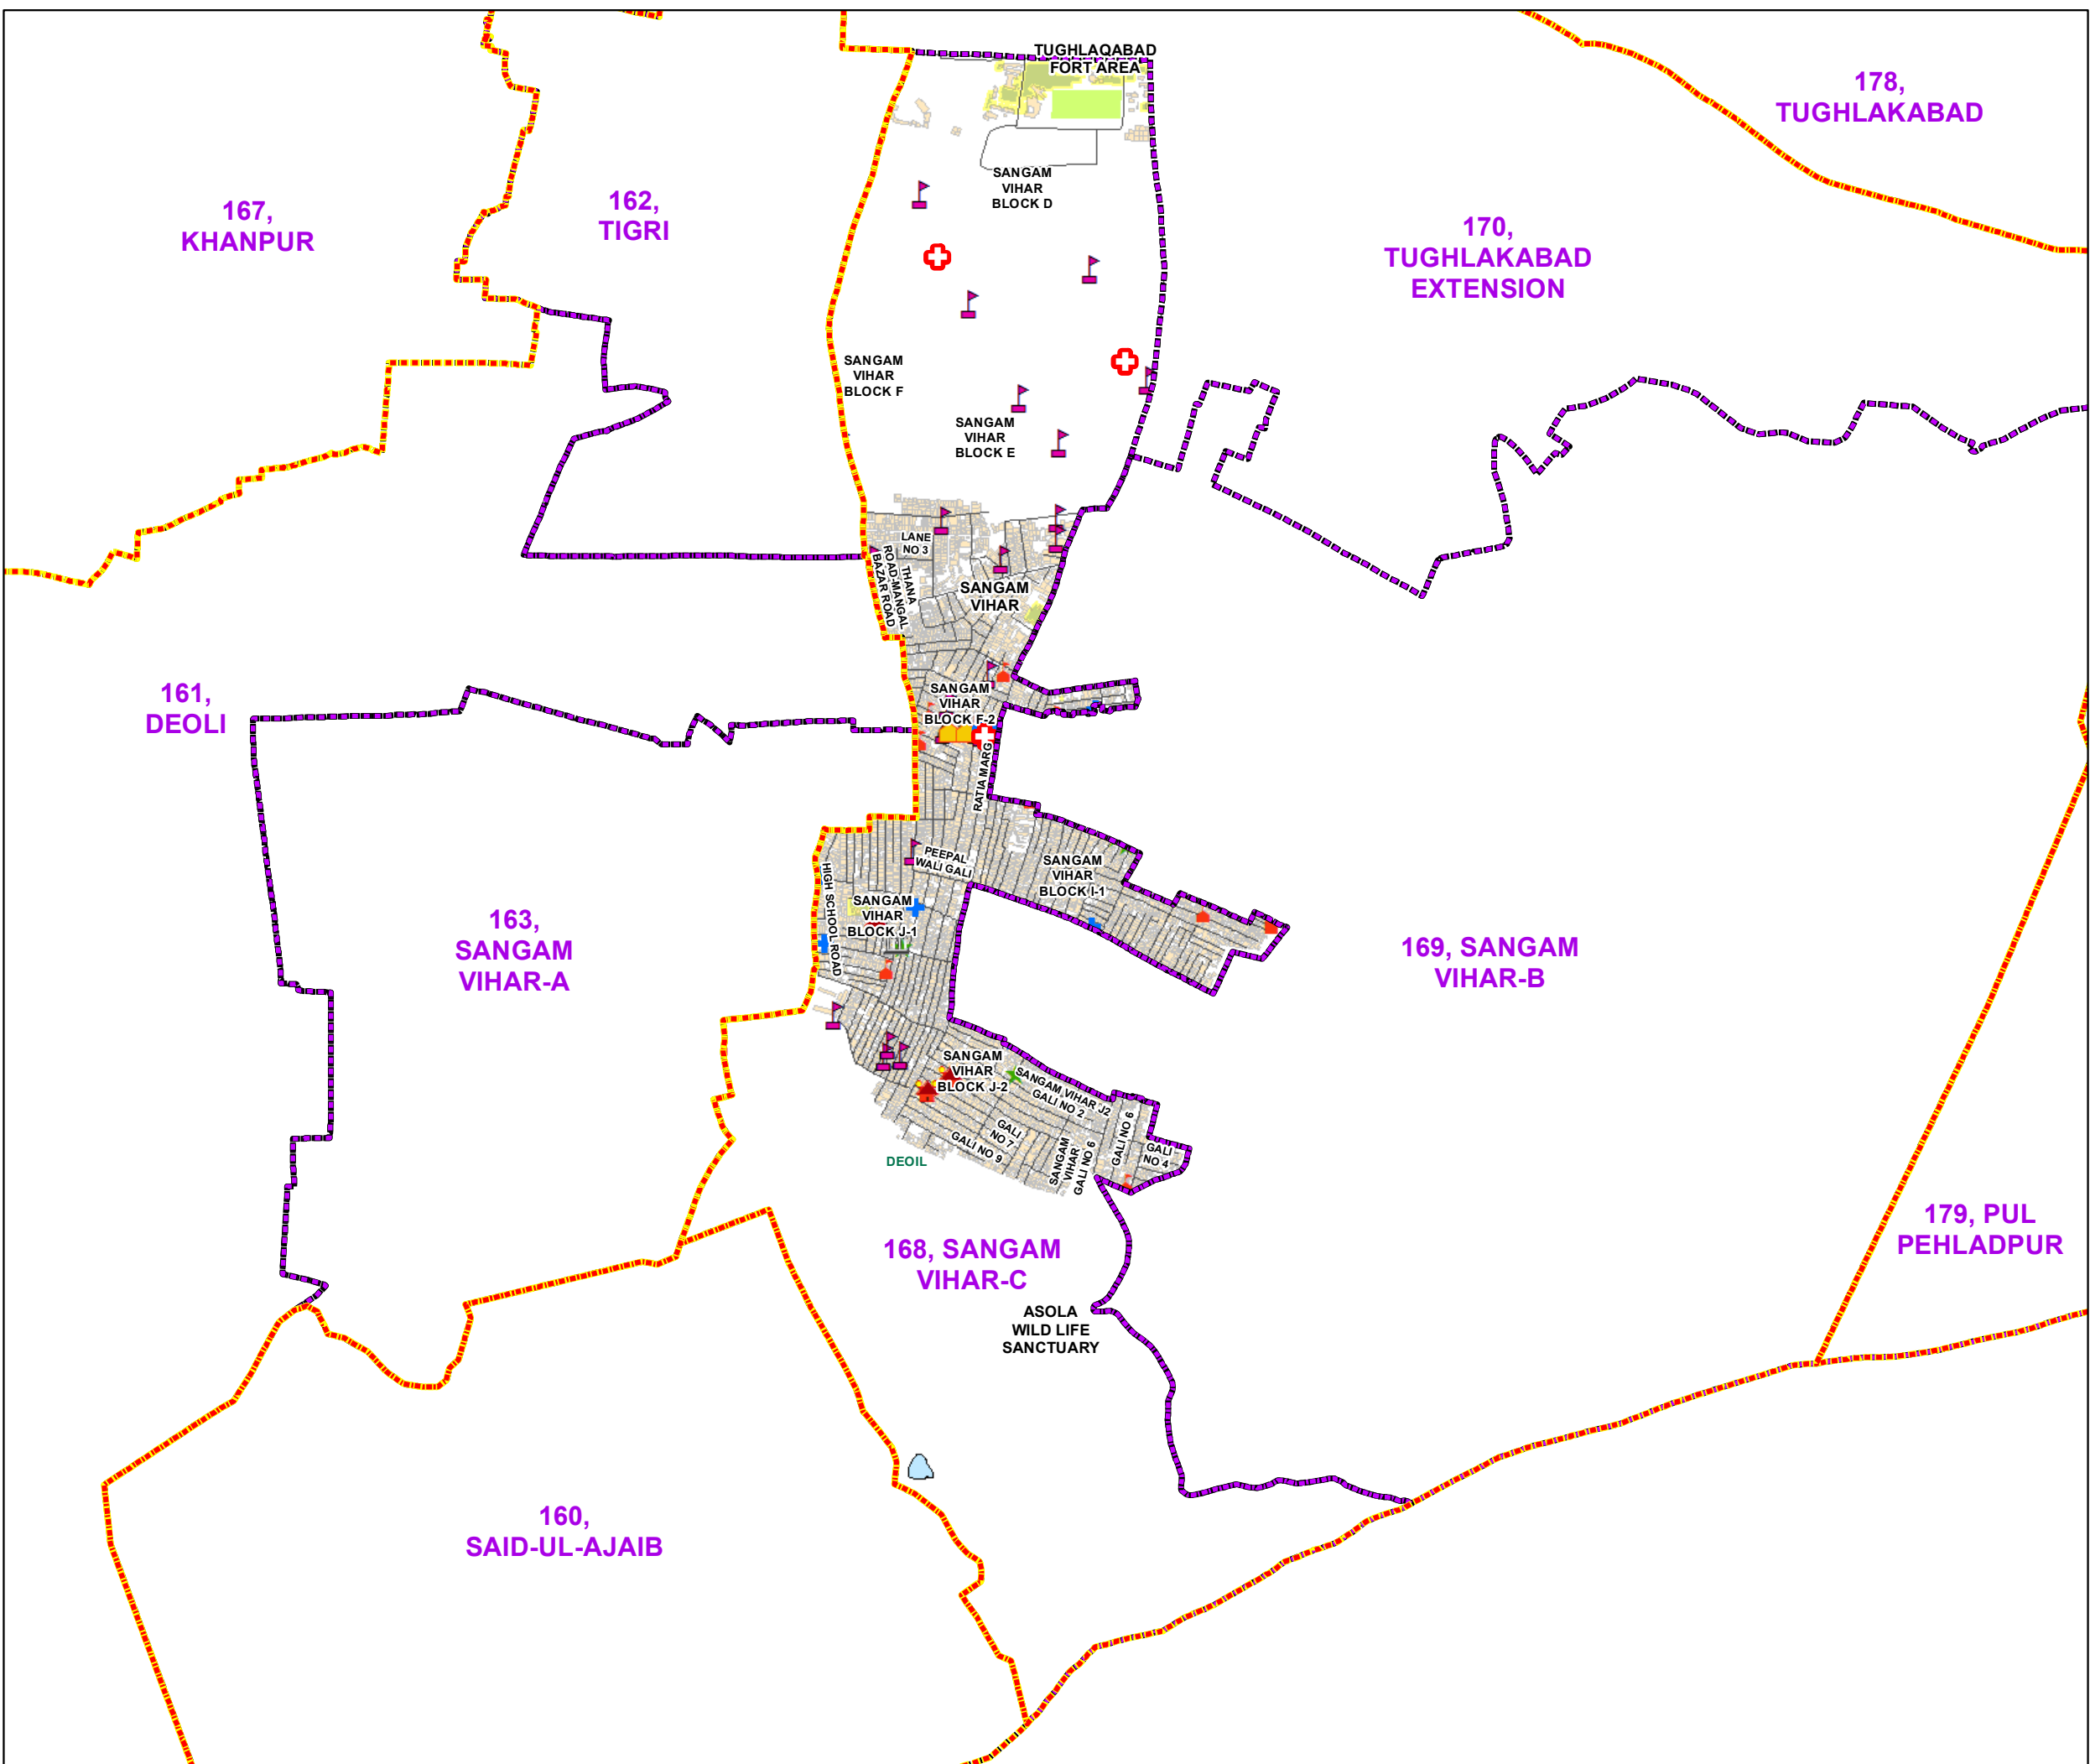 TUGHLAQABAD
FORT AREA
178,
TUGHLAKABAD
SANGAM
VIHAR
BLOCK D
167,
KHANPUR
162,
TIGRI
170,
TUGHLAKABAD
EXTENSION
SANGAM
VIHAR
BLOCK F
SANGAM
VIHAR
BLOCK E
LANE
NO 3
THANA
ROAD-MANGAL
BAZAR ROAD
SANGAM
VIHAR
161,
DEOLI
SANGAM
VIHAR
BLOCK F-2
RATIA MARG
PEEPAL
WALI GALI
SANGAM
VIHAR
BLOCK I-1
HIGH SCHOOL ROAD
SANGAM
VIHAR
BLOCK J-1
163,
SANGAM
VIHAR-A
169, SANGAM
VIHAR-B
SANGAM
VIHAR
BLOCK J-2
SANGAM VIHAR J2
GALI NO 2
GALI
NO 7
GALI NO 9
SANGAM
VIHAR
GALI NO 6
GALI NO 6
GALI
NO 4
DEOIL
168, SANGAM
VIHAR-C
179, PUL
PEHLADPUR
ASOLA
WILD LIFE
SANCTUARY
160,
SAID-UL-AJAIB